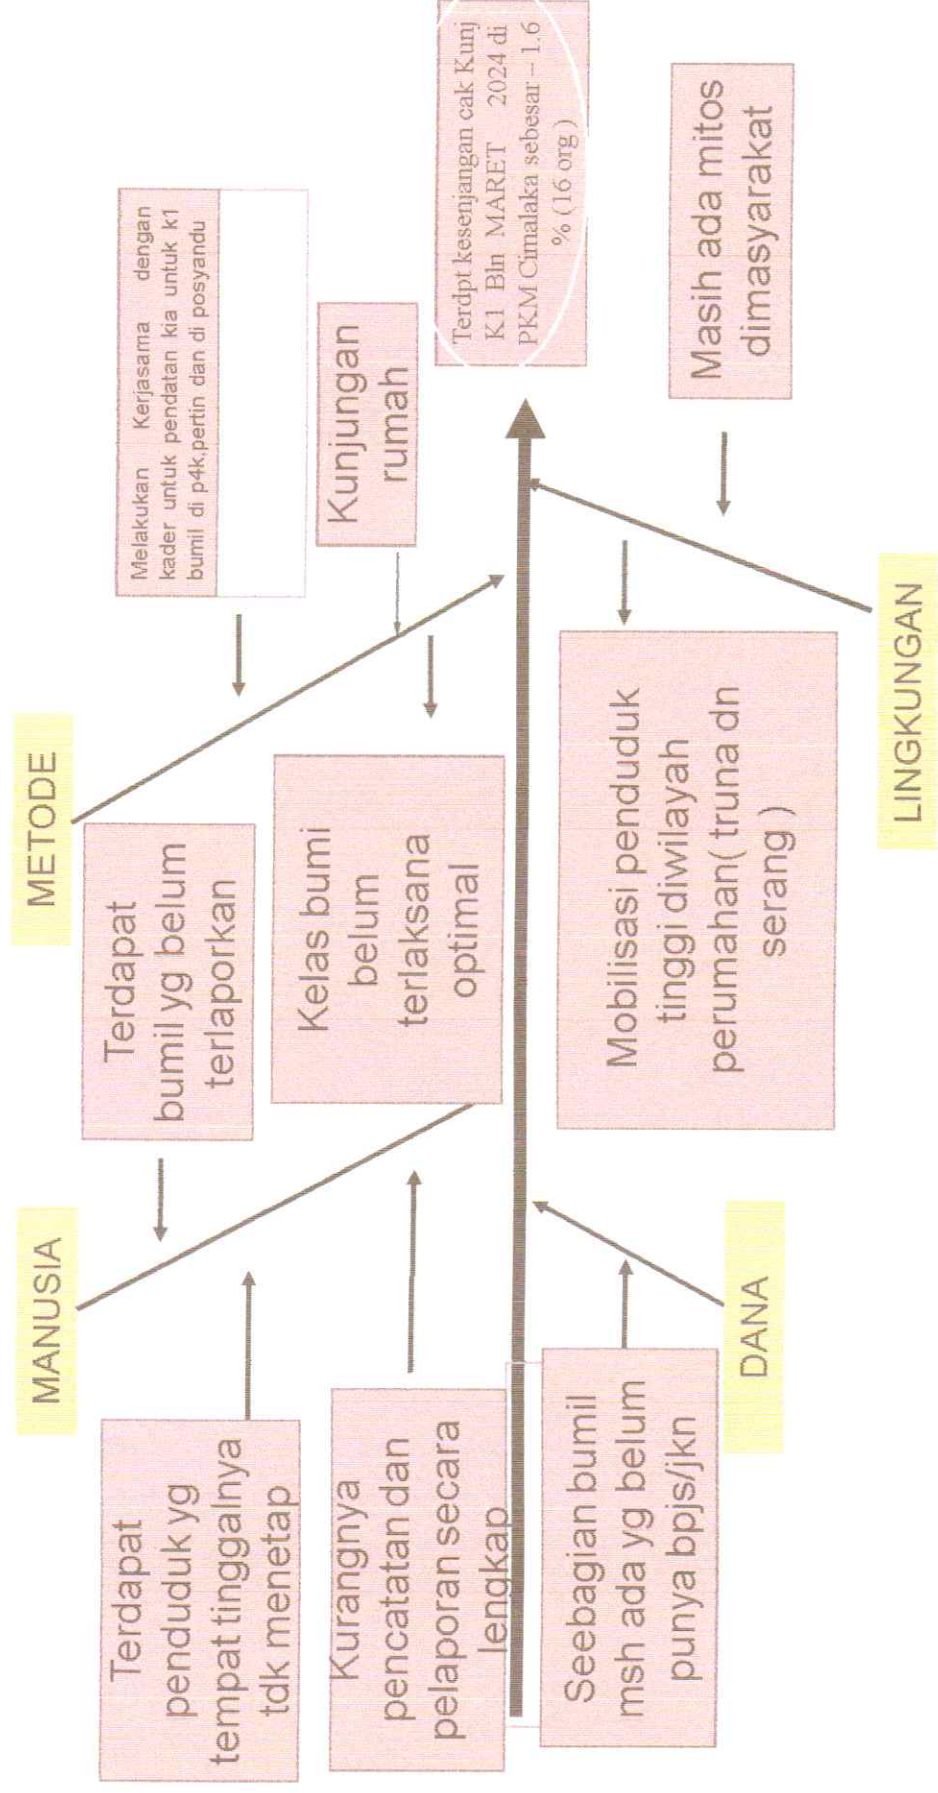 MANUSIA
METODE
Terdapat
penduduk yg
tempat tinggalnya
tdk menetap
Terdapat
bumil yg belum
terlaporkan
Melakukan Kerjasama dengan
kader untuk pendatan kia untuk k1
bumil di p4k,pertin dan di posyandu
Kurangnya
pencatatan dan
pelaporan secara
lengkap
Kelas bumi
belum
terlaksana
optimal
Kunjungan
rumah
Terdpt kesenjangan cak Kunj
K1 Bln MARET 2024 di
PKM Cimalaka sebesar – 1.6
% (16 org )
Seebagian bumil
msh ada yg belum
punya bpjs/jkn
Mobilisasi penduduk
tinggi diwilayah
perumahan( truna dn
serang )
Masih ada mitos
dimasyarakat
DANA
LINGKUNGAN